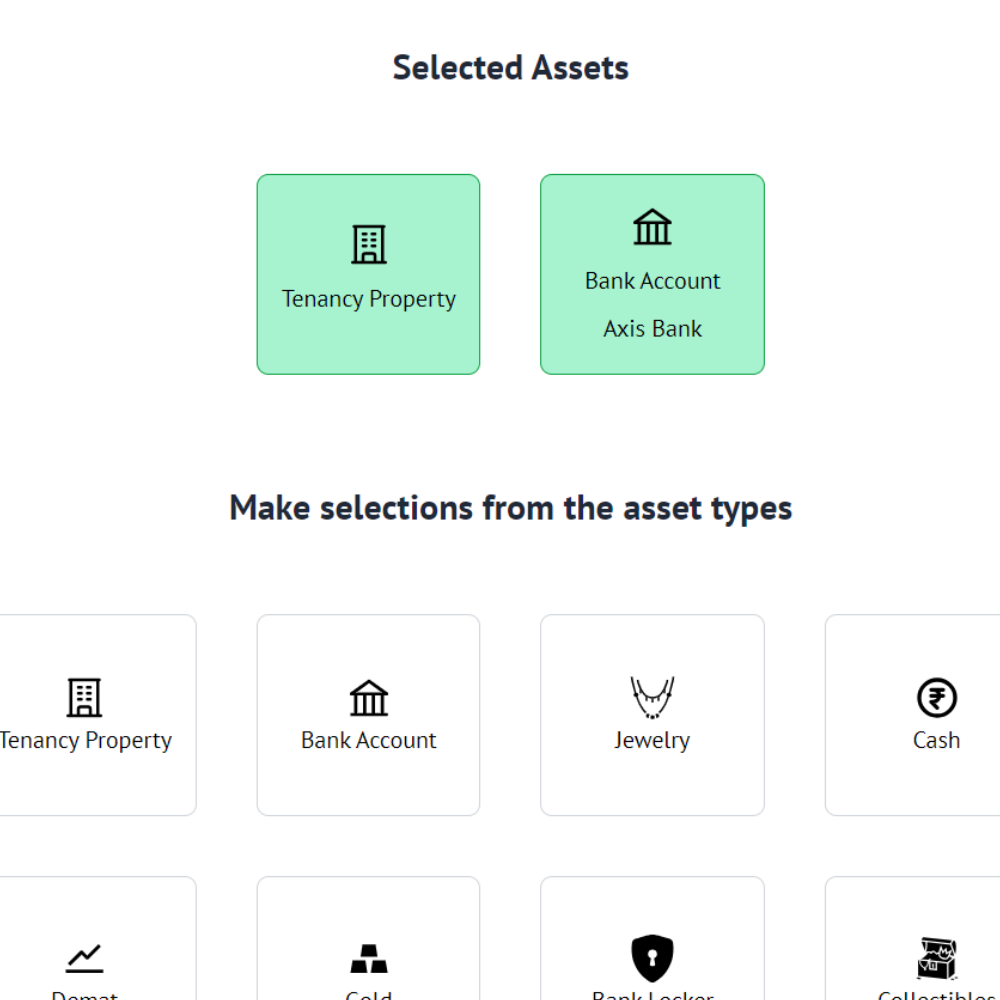 Selected Assets
Tenancy Property
Bank Account
Axis Bank
Make selections from the asset types
Tenancy Property
Bank Account
Jewelry
Cash
Demat
Gold
Bank Locker
Collectibles